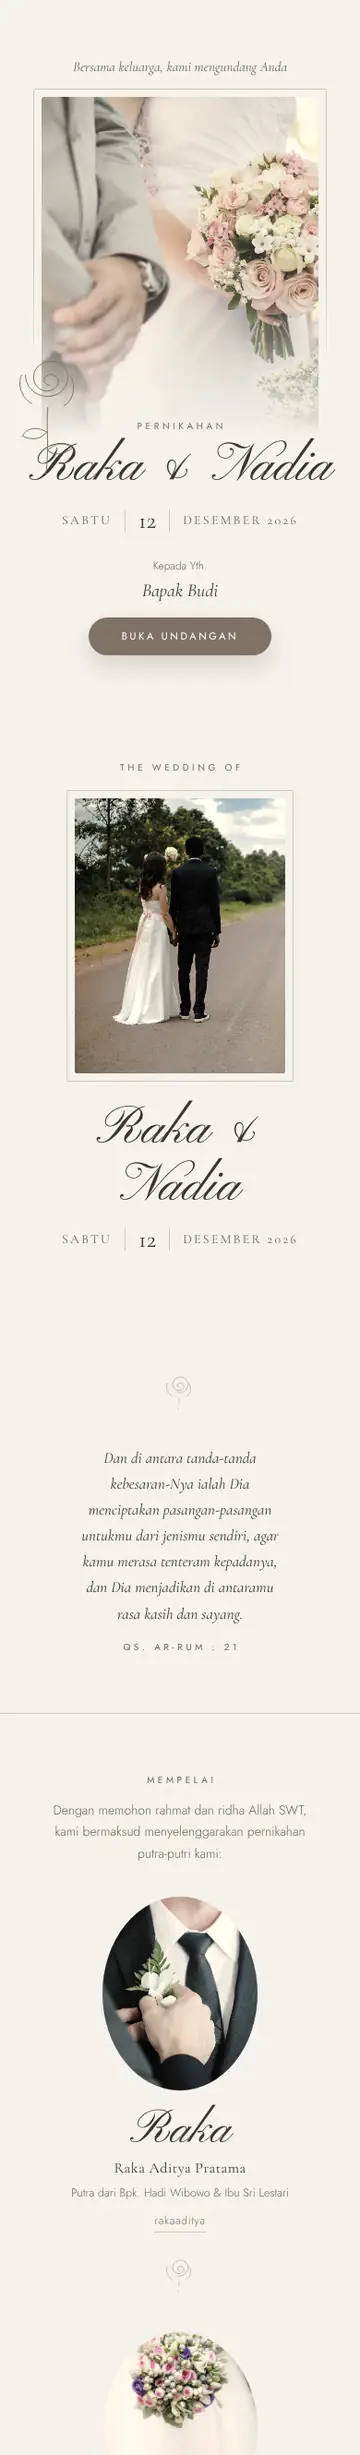 Bersama keluarga, kami mengundang Anda
PERNIKAHAN
Raka & Nadia
SABTU 12 DESEMBER 2026
Kepada Yth.
Bapak Budi
BUKA UNDANGAN
THE WEDDING OF
Raka &
Nadia
SABTU 12 DESEMBER 2026
Dan di antara tanda-tanda
kebesaran-Nya ialah Dia
menciptakan pasangan-pasangan
untukmu dari jenismu sendiri, agar
kamu merasa tenteram kepadanya,
dan Dia menjadikan di antaramu
rasa kasih dan sayang.
QS. AR-RUM : 21
MEMPELAI
Dengan memohon rahmat dan ridha Allah SWT,
kami bermaksud menyelenggarakan pernikahan
putra-putri kami:
Raka
Raka Aditya Pratama
Putra dari Bpk. Hadi Wibowo & Ibu Sri Lestari
rakaaditya